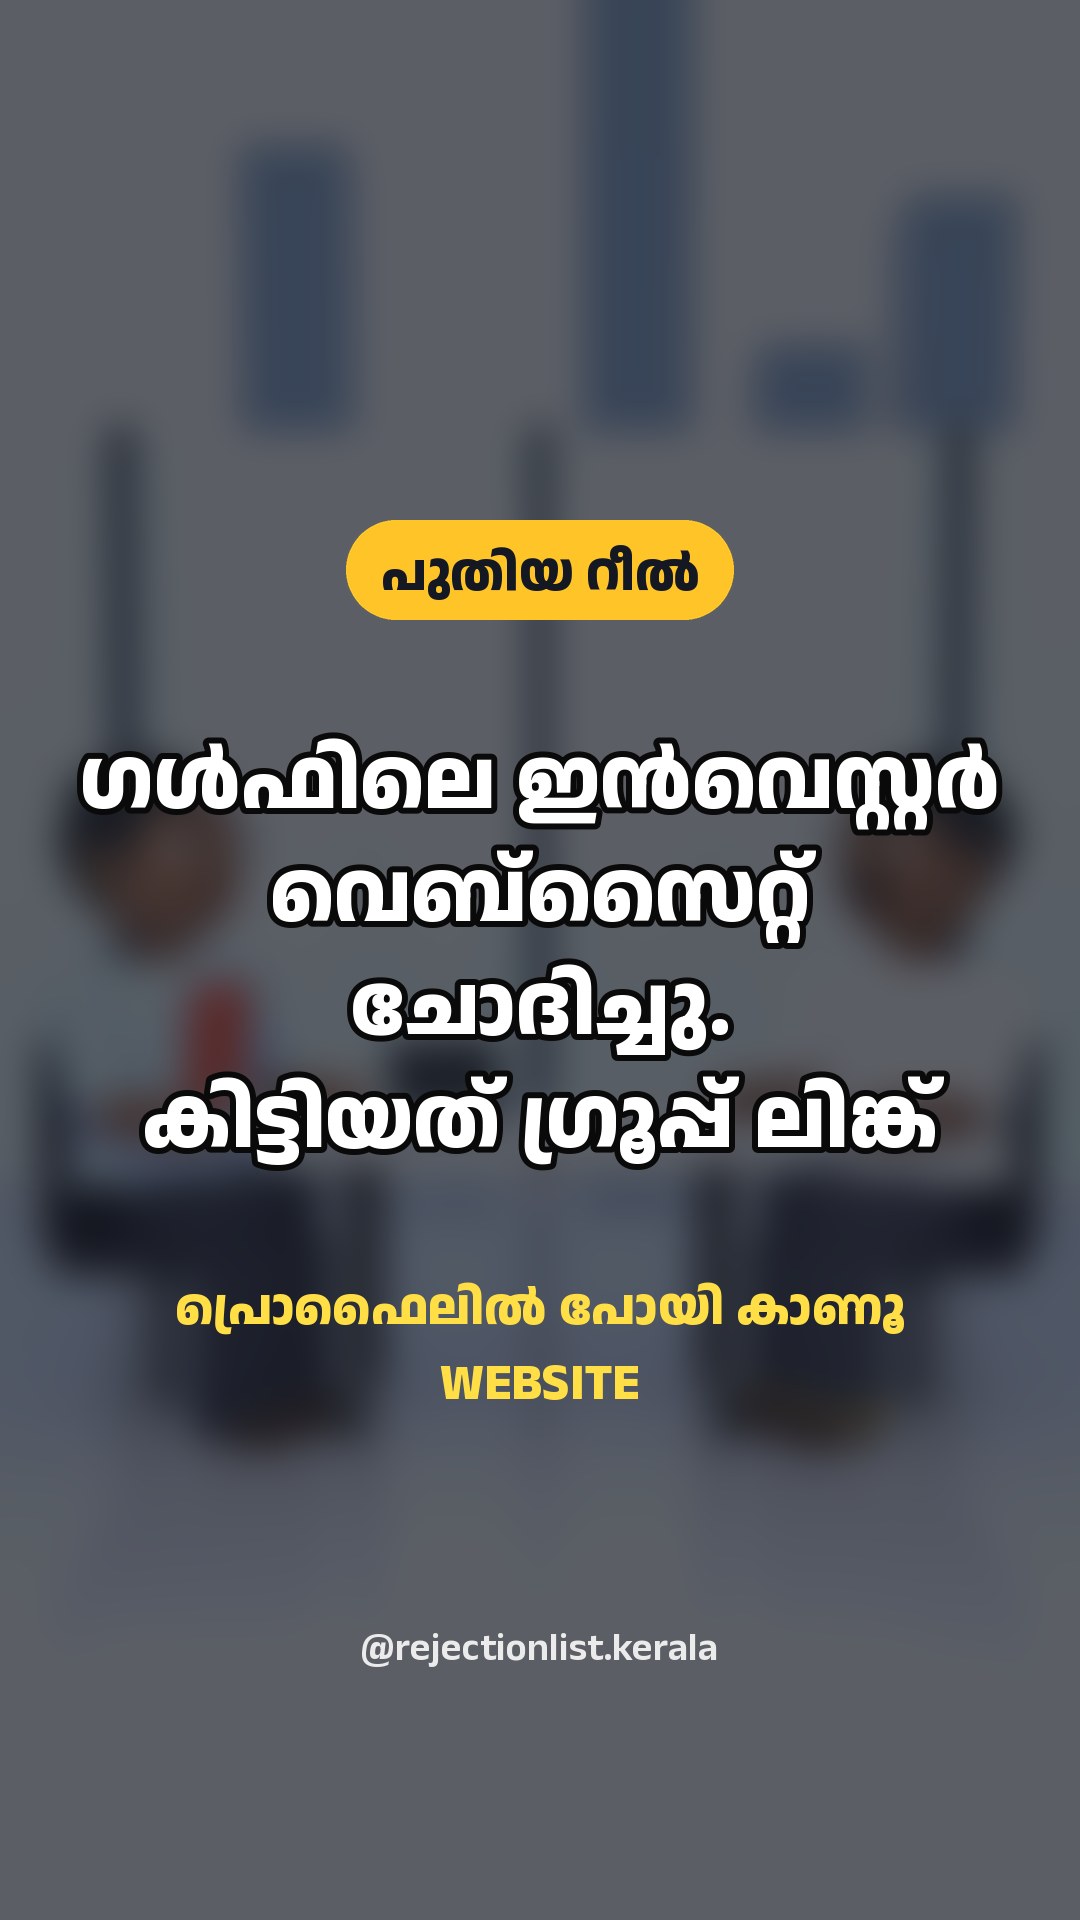 പുതിയ റീൽ
ഗൾഫിലെ ഇൻവെസ്റ്റർ
വെബ്സൈറ്റ്
ചോദിച്ചു.
കിട്ടിയത് ഗ്രൂപ്പ് ലിങ്ക്
പ്രൊഫൈലിൽ പോയി കാണൂ
WEBSITE
@rejectionlist.kerala